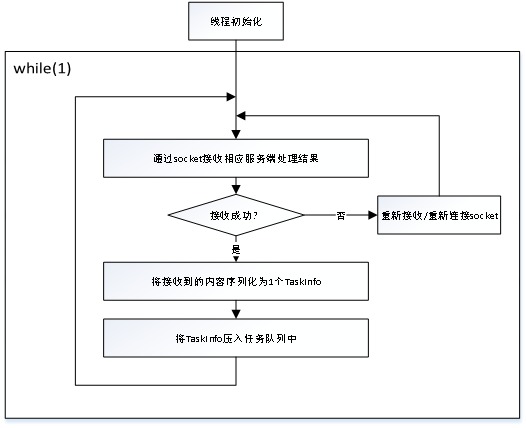 线程初始化
while(1)
通过socket接收相应服务端处理结果
接收成功?
否
重新接收/重新连接socket
是
将接收到的内容序列化为1个TaskInfo
将TaskInfo压入任务队列中